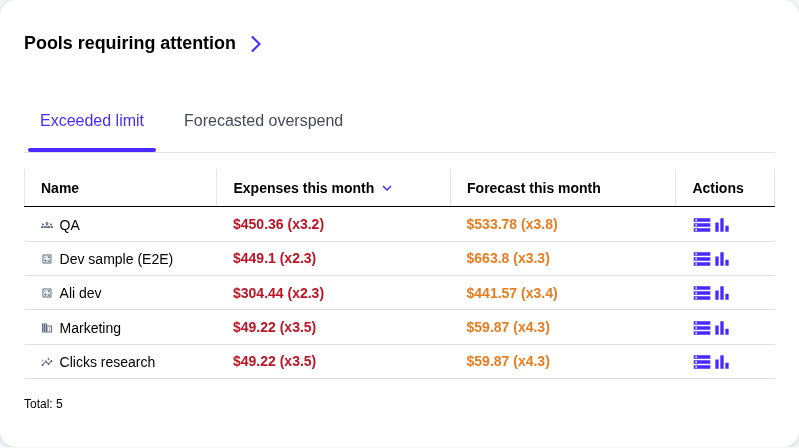 Pools requiring attention
Exceeded limit Forecasted overspend
Name Expenses this month Forecast this month Actions
QA $450.36 (x3.2) $533.78 (x3.8)
Dev sample (E2E) $449.1 (x2.3) $663.8 (x3.3)
Ali dev $304.44 (x2.3) $441.57 (x3.4)
Marketing $49.22 (x3.5) $59.87 (x4.3)
Clicks research $49.22 (x3.5) $59.87 (x4.3)
Total: 5